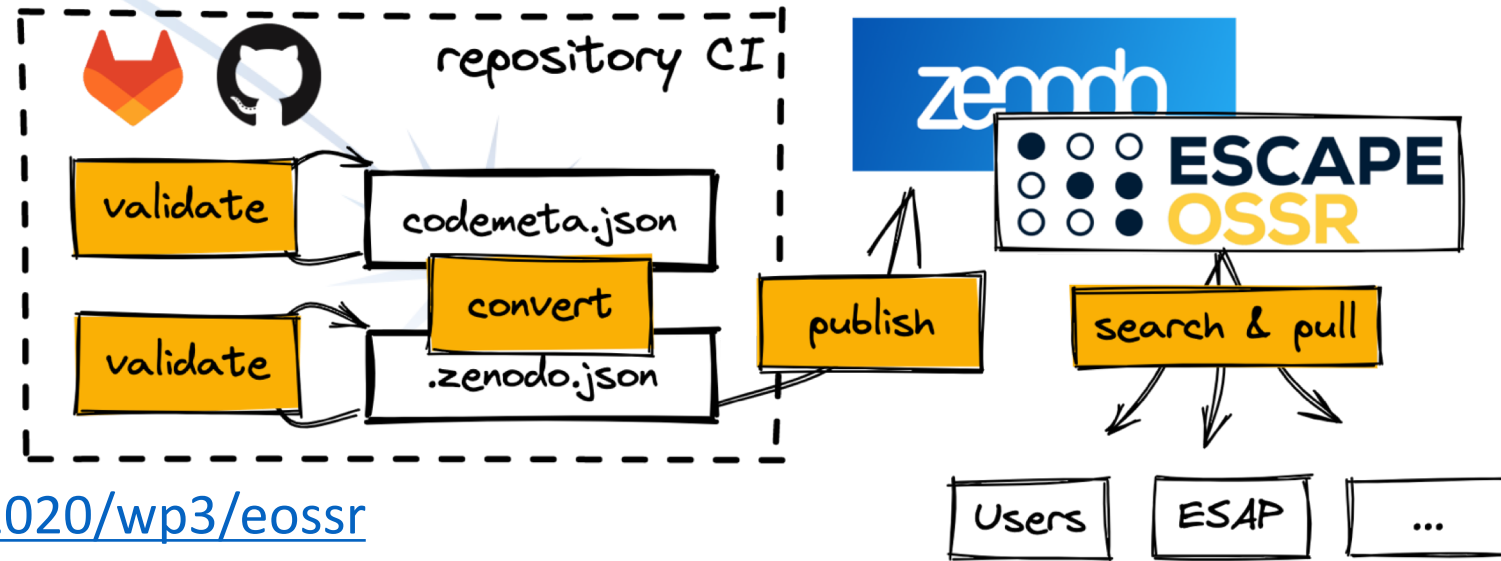 repository CI
validate
codemeta.json
convert
validate
.zenodo.json
publish
zenodo
ESCAPE
OSSR
search & pull
Users
ESAP
...
020/wp3/eossr